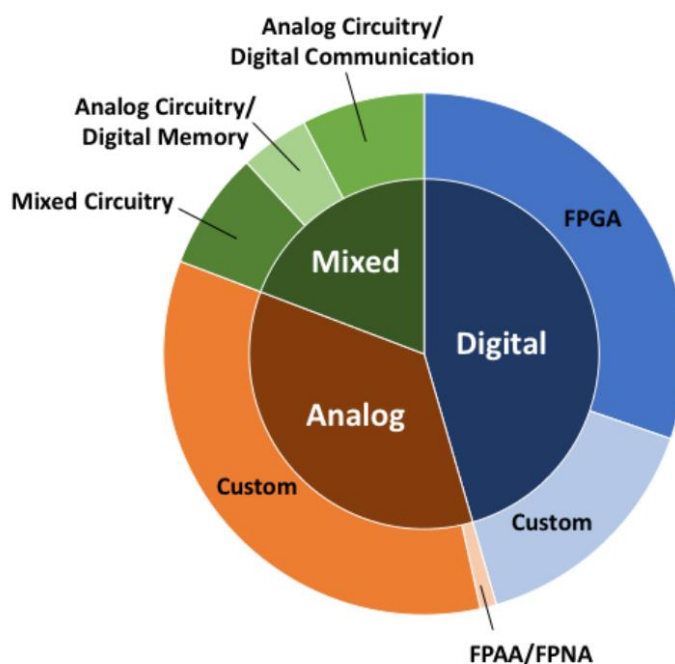 Analog Circuitry/
Digital Communication
Analog Circuitry/
Digital Memory
Mixed Circuitry
FPGA
Mixed
Digital
Analog
Custom
Custom
FPAA/FPNA